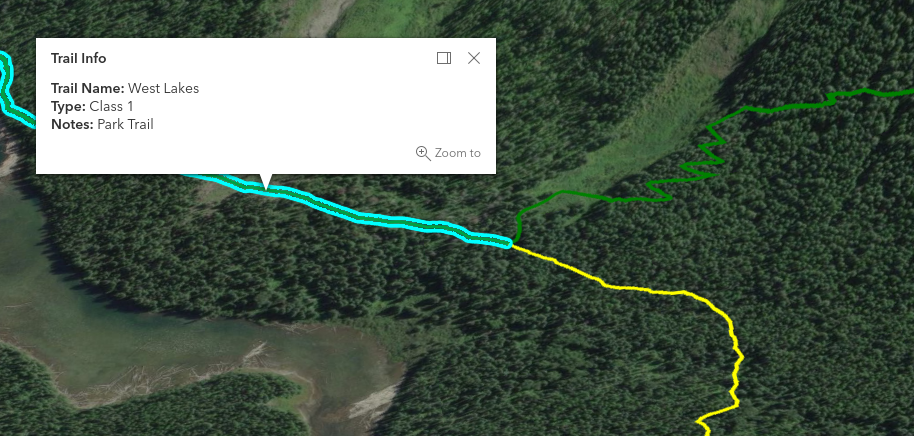 Trail Info
Trail Name: West Lakes
Type: Class 1
Notes: Park Trail
Zoom to